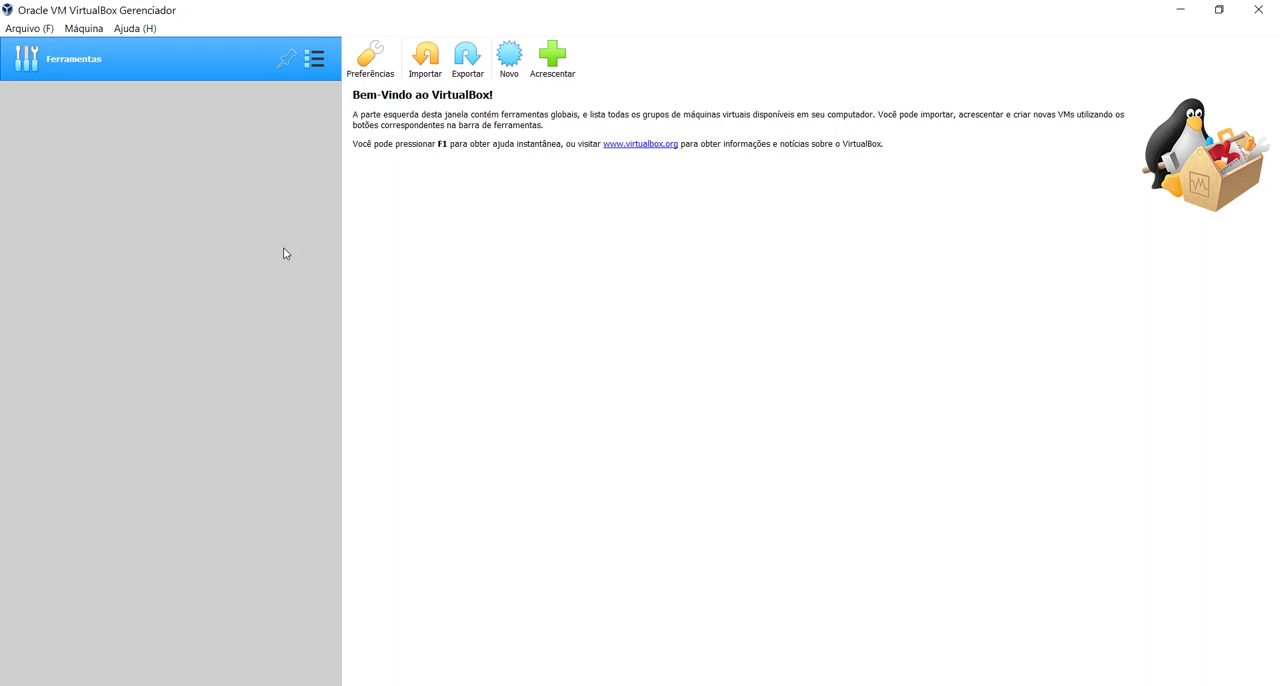 Oracle VM VirtualBox Gerenciador
Arquivo (F) Máquina Ajuda (H)
Ferramentas
Preferências Importar Exportar Novo Acrescentar
Bem-Vindo ao VirtualBox!
A parte esquerda desta janela contém ferramentas globais, e lista todas os grupos de máquinas virtuais disponíveis em seu computador. Você pode importar, acrescentar e criar novas VMs utilizando os
botões correspondentes na barra de ferramentas.
Você pode pressionar F1 para obter ajuda instantânea, ou visitar www.virtualbox.org para obter informações e notícias sobre o VirtualBox.